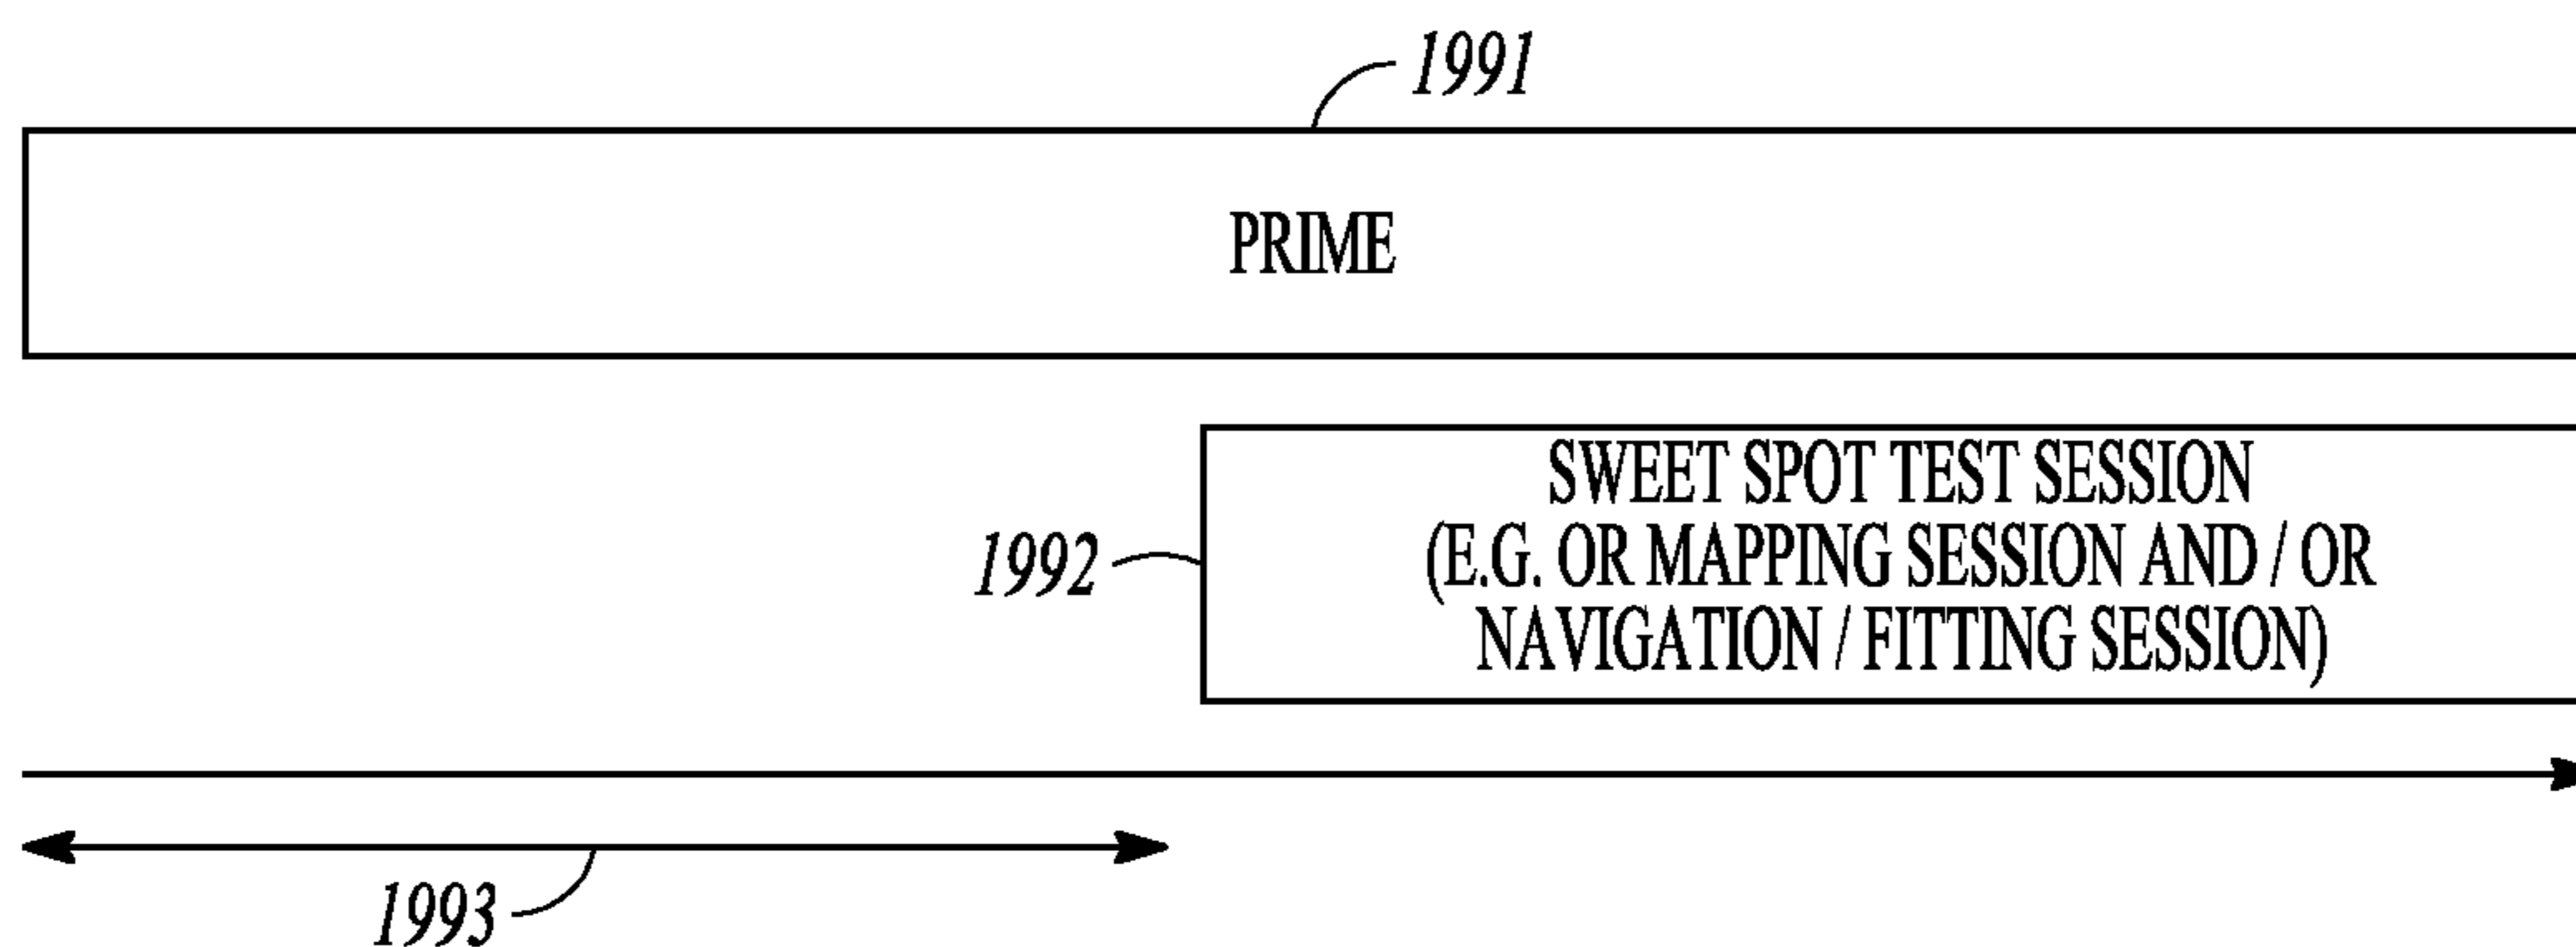 1991
PRIME
SWEET SPOT TEST SESSION
(E.G. OR MAPPING SESSION AND / OR
NAVIGATION / FITTING SESSION)
1992
1993